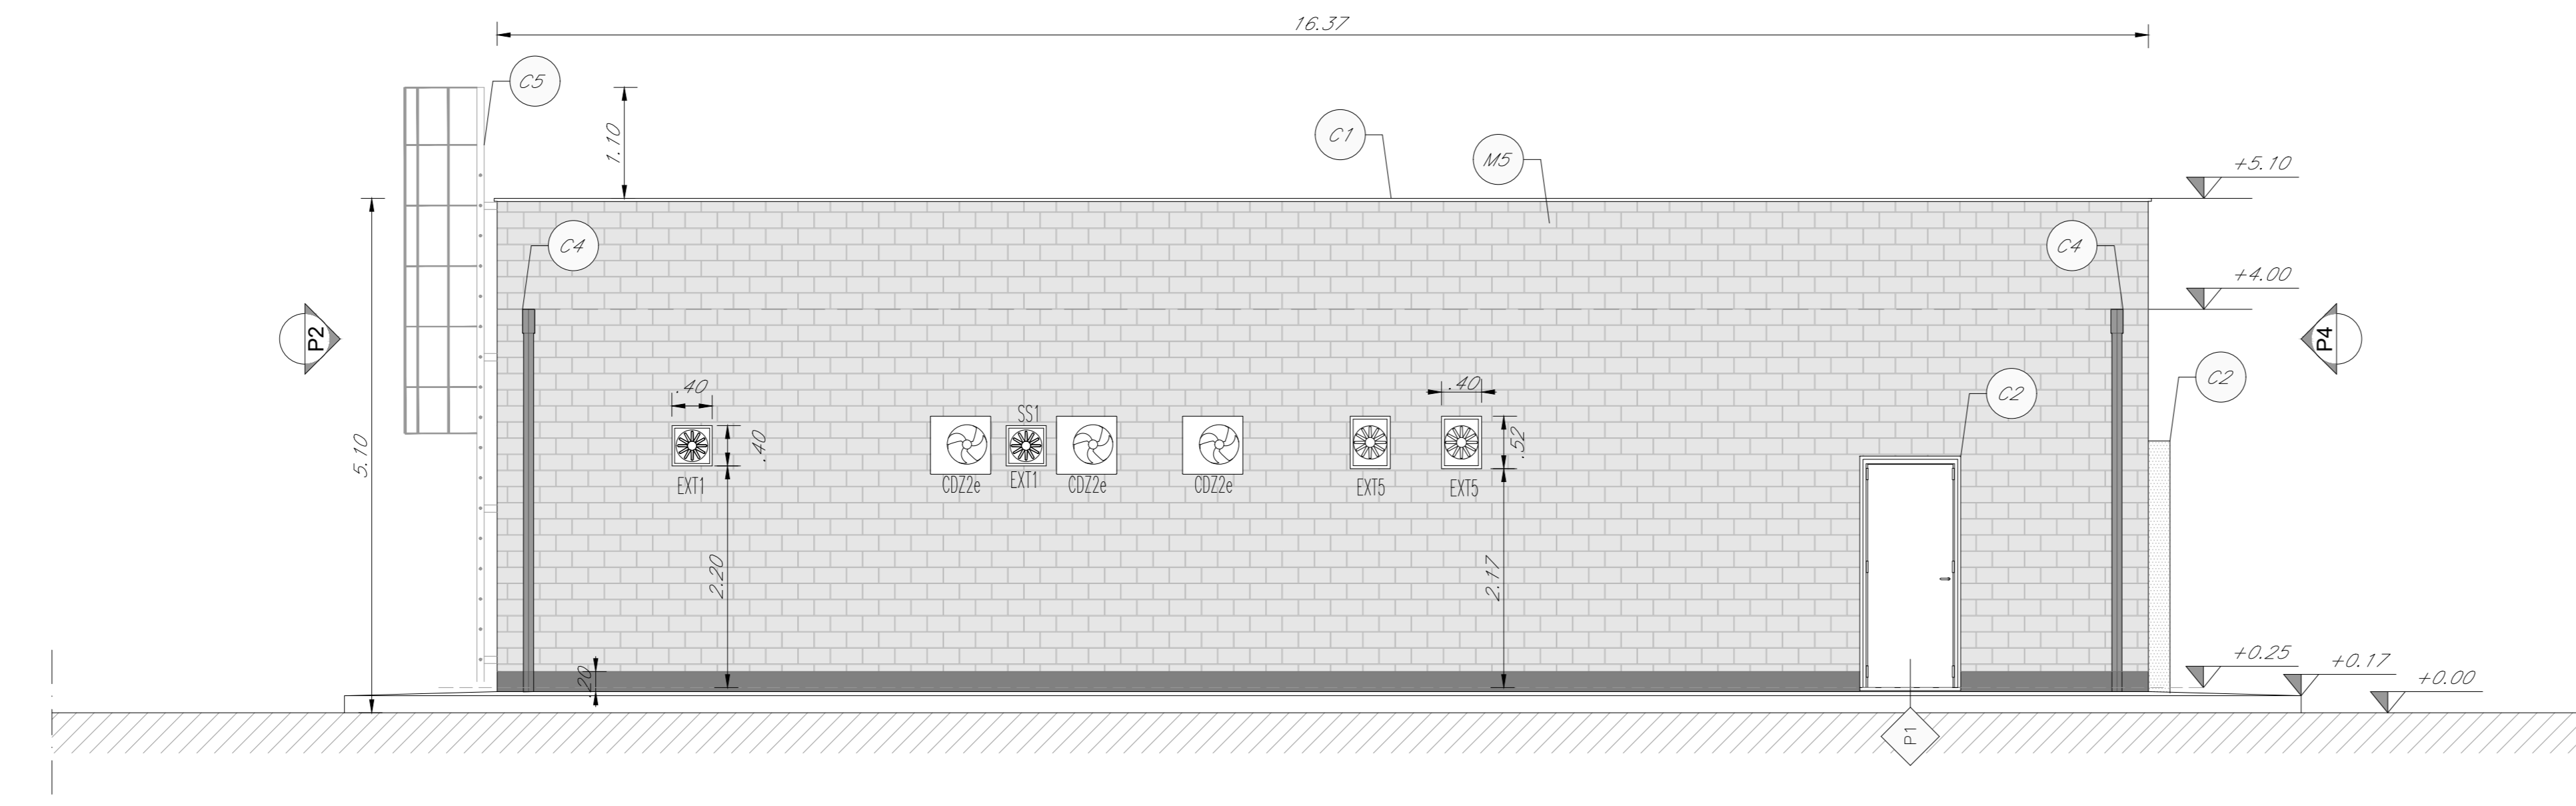 16.37
C5
1.10
C1
M5
+5.10
C4
C4
+4.00
P2
P4
C2
C2
.40
.40
SS1
.40
.52
5.10
EXT1
CDZ2e
EXT1
CDZ2e
CDZ2e
EXT5
EXT5
2.20
2.17
.20
+0.25
+0.17
+0.00
P1